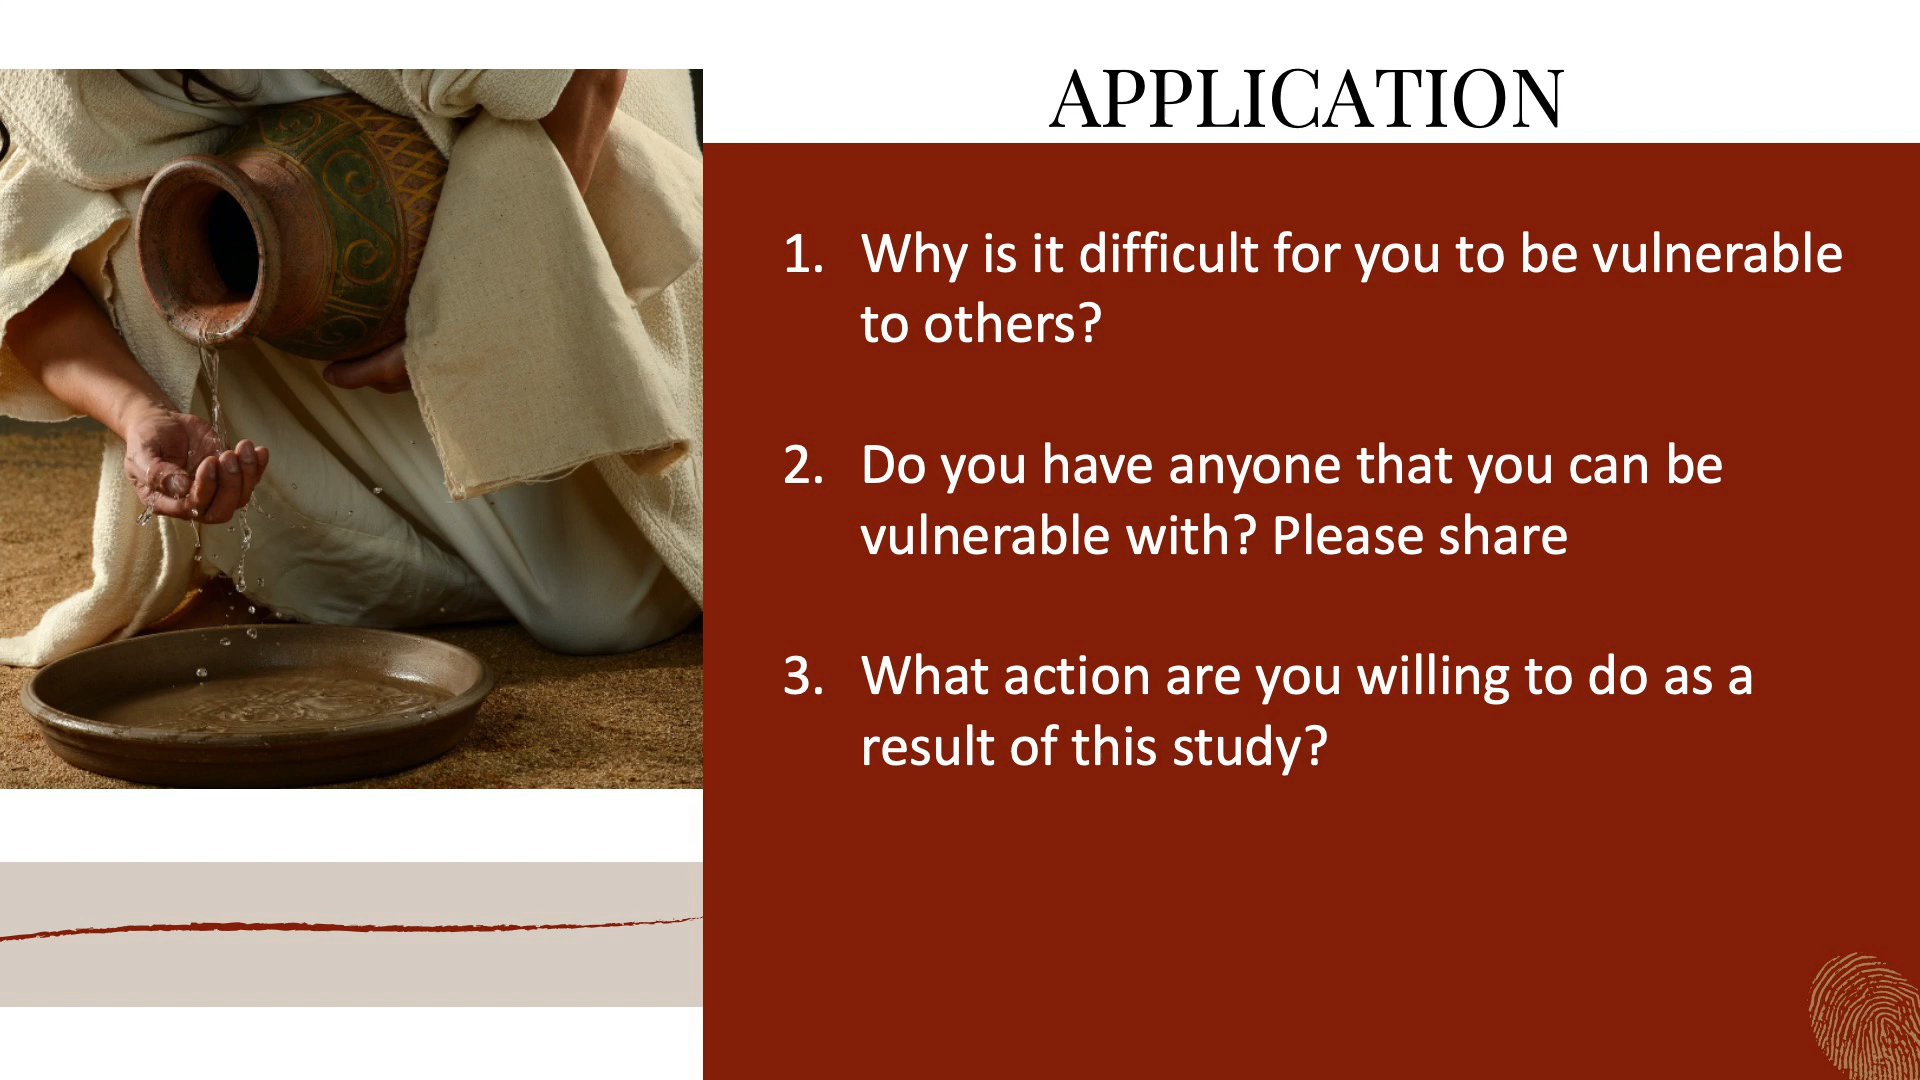 APPLICATION
1. Why is it difficult for you to be vulnerable
to others?
2. Do you have anyone that you can be
vulnerable with? Please share
3. What action are you willing to do as a
result of this study?